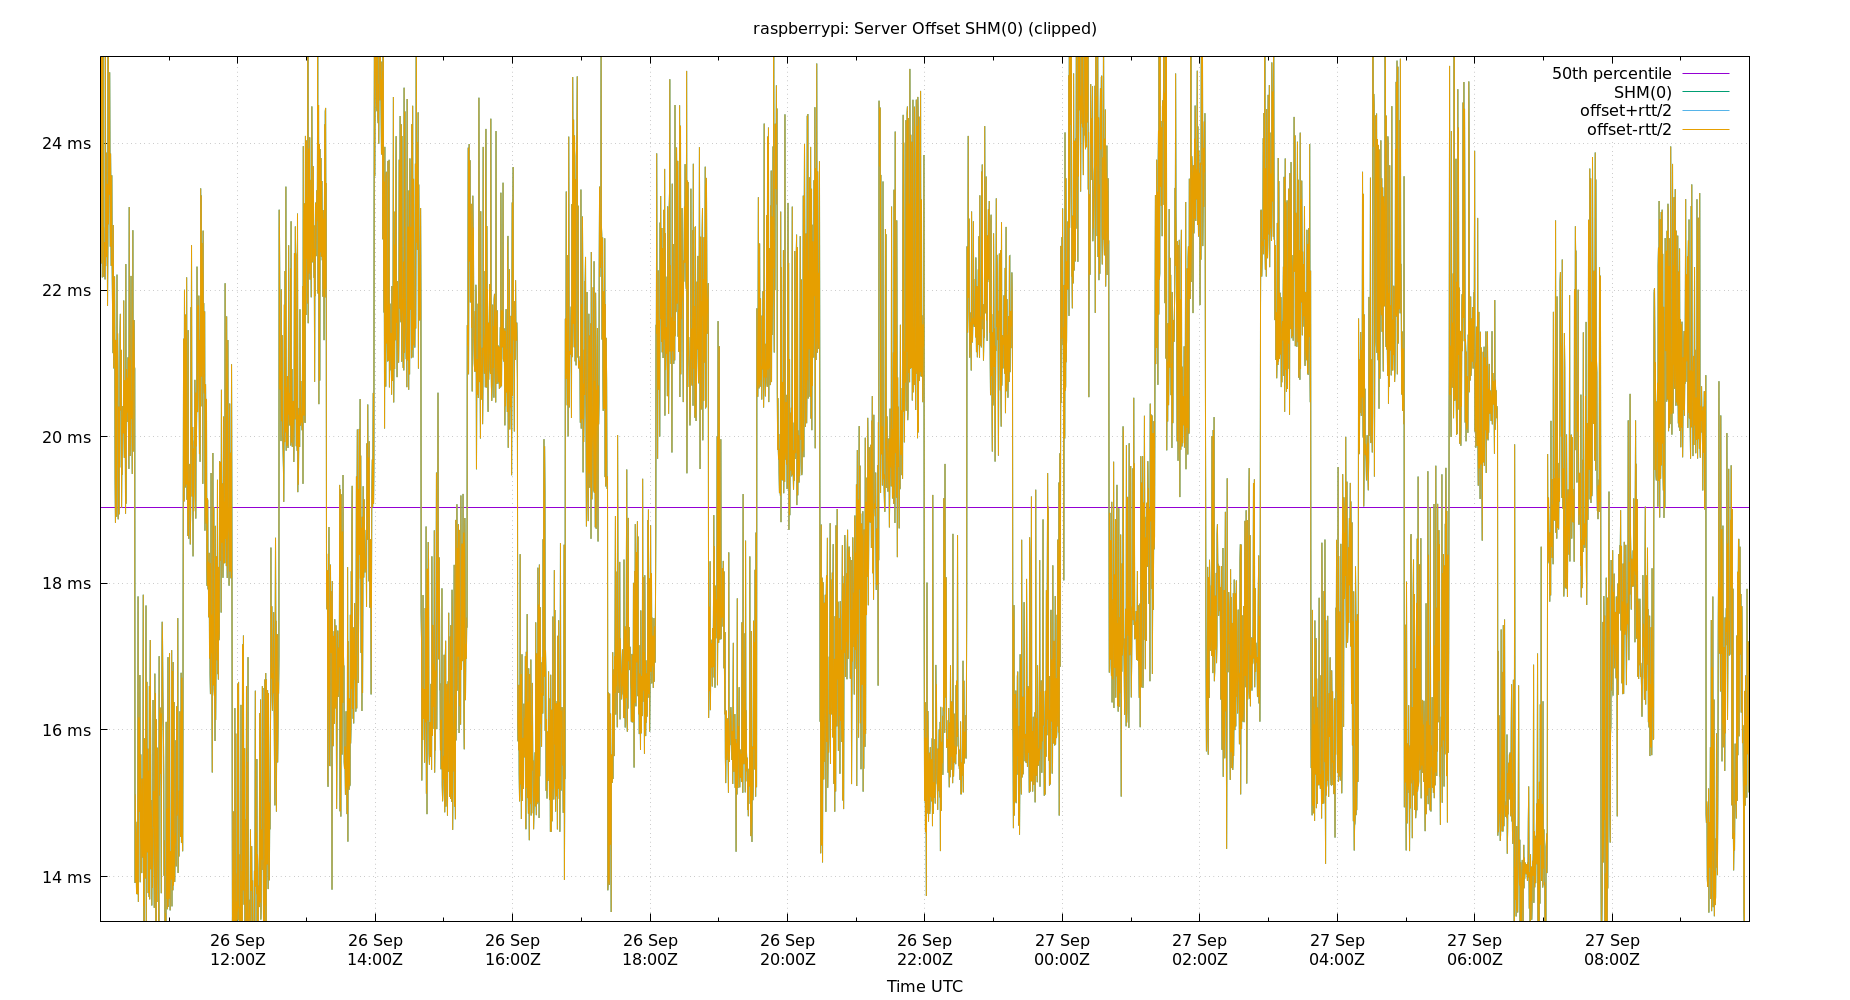 raspberrypi: Server Offset SHM(0) (clipped)
50th percentile
SHM(0)
offset+rtt/2
offset-rtt/2
24 ms
22 ms
20 ms
18 ms
16 ms
14 ms
26 Sep 26 Sep 26 Sep 26 Sep 26 Sep 26 Sep 27 Sep 27 Sep 27 Sep 27 Sep 27 Sep
12:00Z 14:00Z 16:00Z 18:00Z 20:00Z 22:00Z 00:00Z 02:00Z 04:00Z 06:00Z 08:00Z
Time UTC